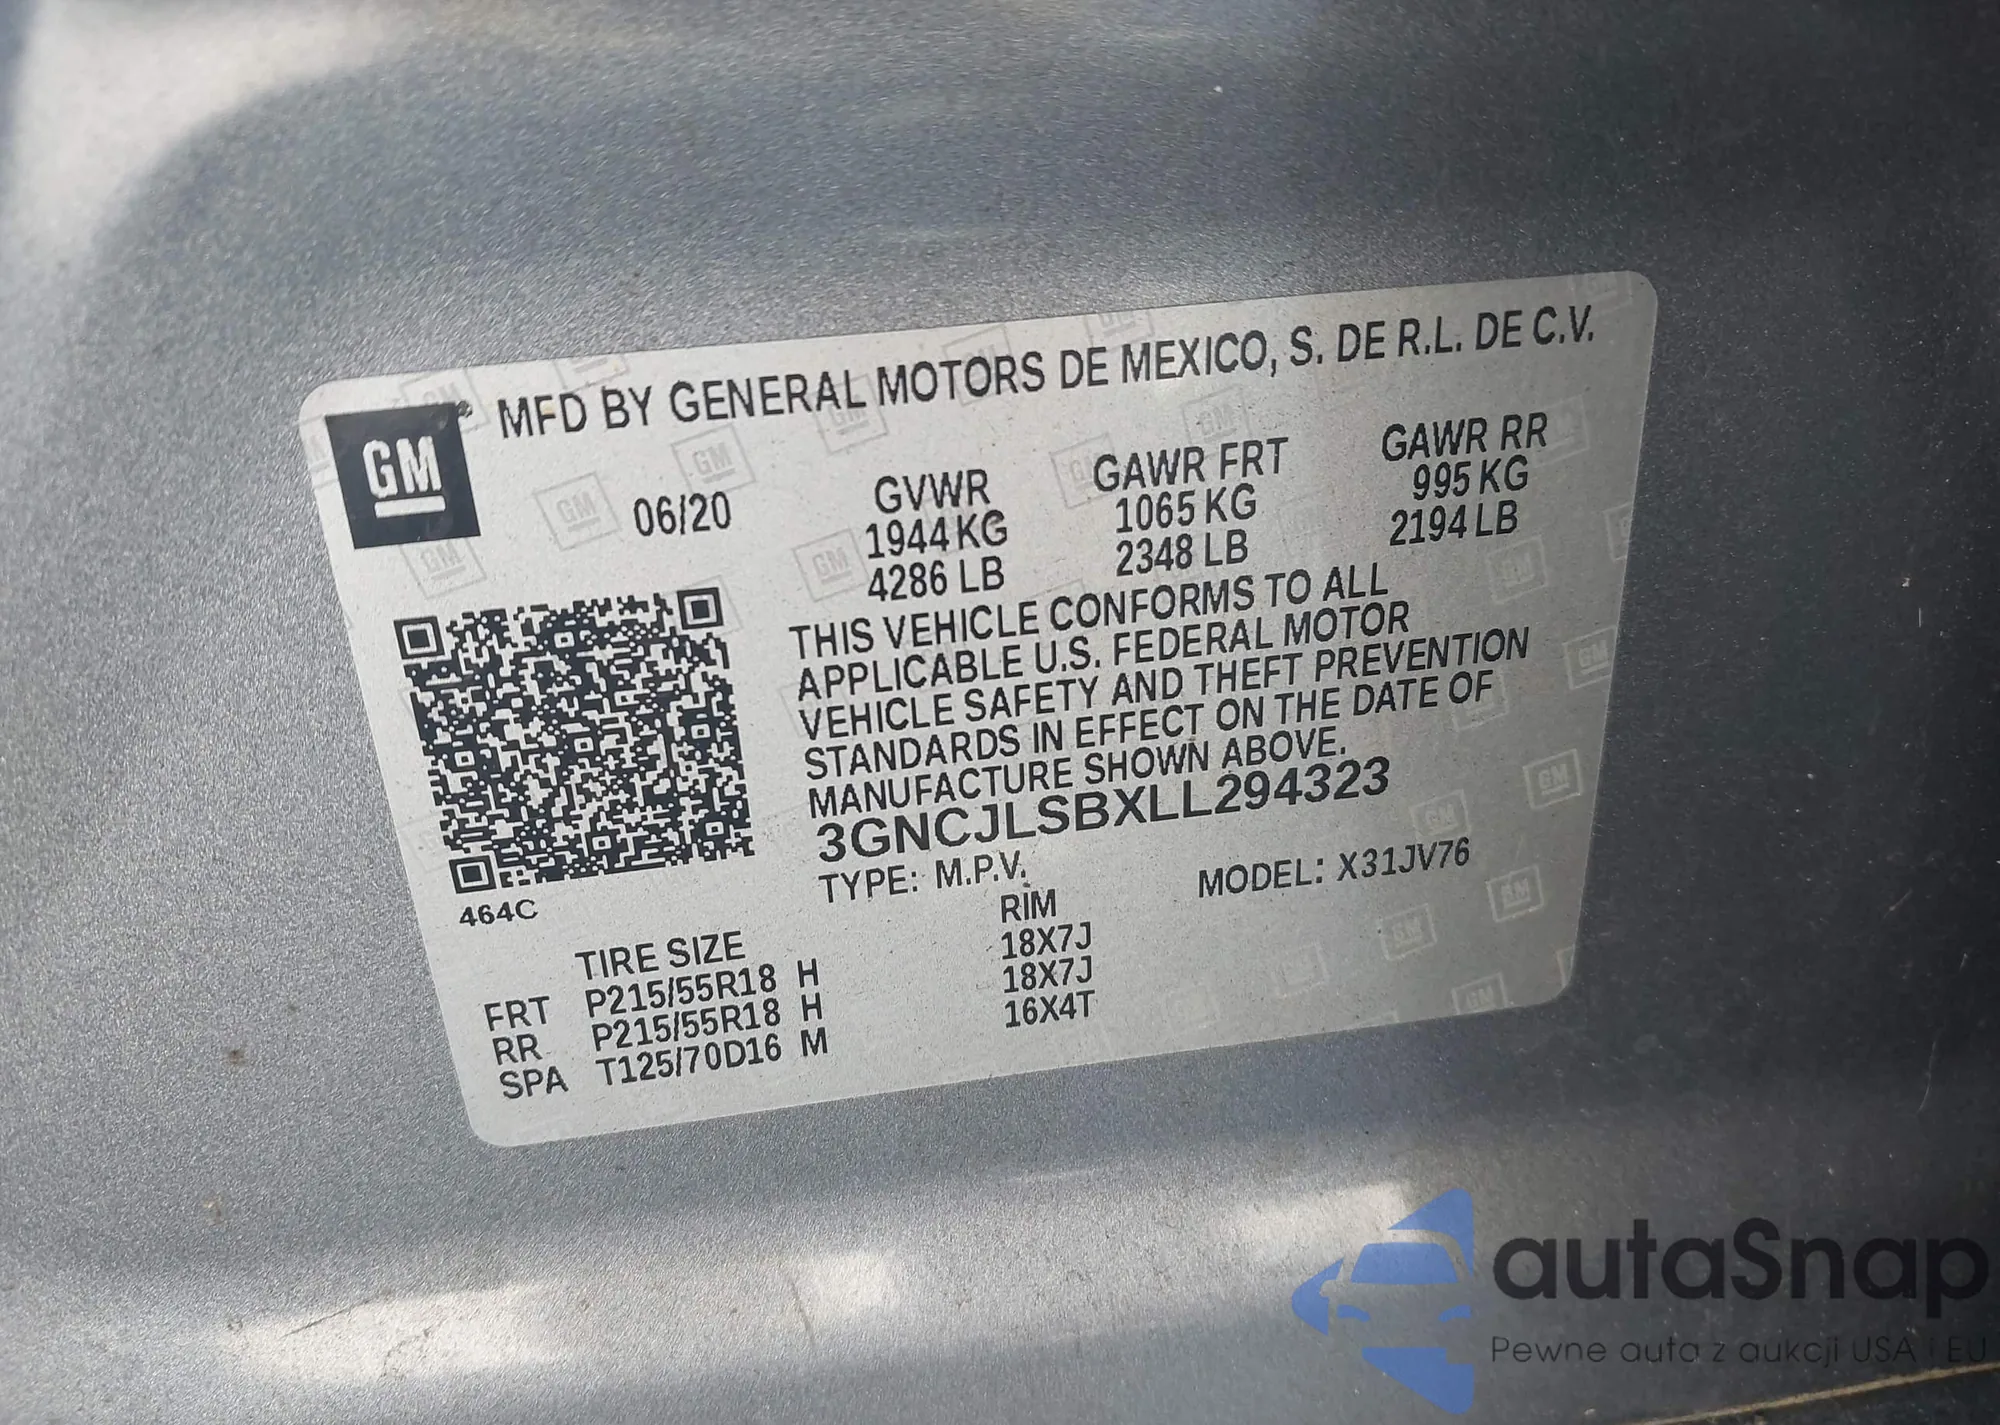 GM
MFD BY GENERAL MOTORS DE MEXICO, S. DE R.L. DE C.V.
06/20 GVWR GAWR FRT GAWR RR
1944 KG 1065 KG 995 KG
4286 LB 2348 LB 2194 LB
THIS VEHICLE CONFORMS TO ALL
APPLICABLE U.S. FEDERAL MOTOR
VEHICLE SAFETY AND THEFT PREVENTION
STANDARDS IN EFFECT ON THE DATE OF
MANUFACTURE SHOWN ABOVE.
3GNCJLSBXLL294323
TYPE: M.P.V. MODEL: X31JV76
464C
TIRE SIZE RIM
FRT P215/55R18 H 18X7J
RR P215/55R18 H 18X7J
SPA T125/70D16 M 16X4T
autaSnap
Pewne auta z aukcji USA i EU